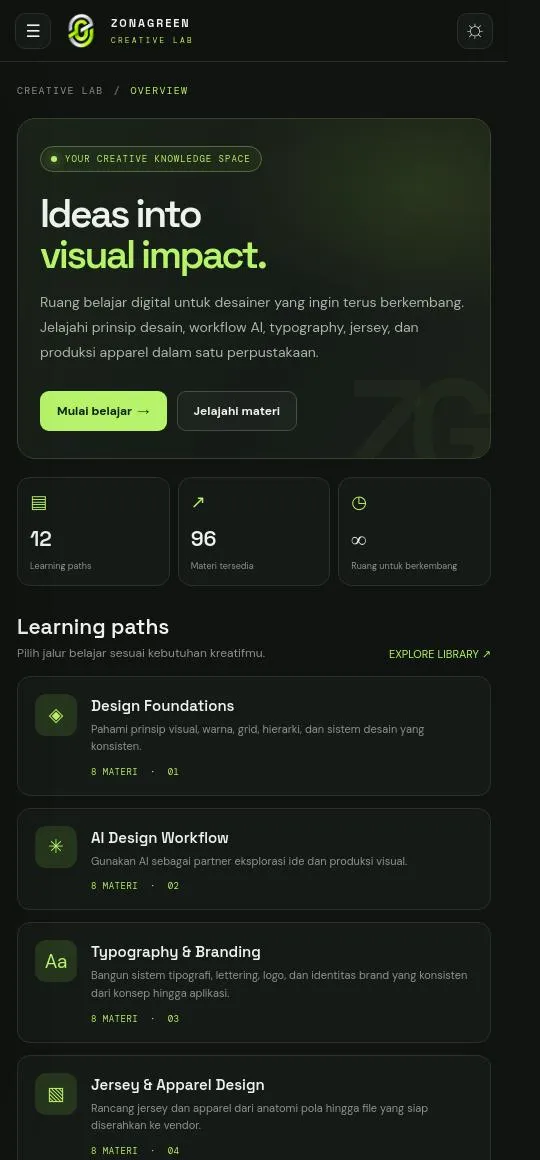 ZONAGREEN
CREATIVE LAB
CREATIVE LAB / OVERVIEW
YOUR CREATIVE KNOWLEDGE SPACE
Ideas into
visual impact.
Ruang belajar digital untuk desainer yang ingin terus berkembang.
Jelajahi prinsip desain, workflow AI, typography, jersey, dan
produksi apparel dalam satu perpustakaan.
Mulai belajar →
Jelajahi materi
ZG
12
Learning paths
96
Materi tersedia
∞
Ruang untuk berkembang
Learning paths
Pilih jalur belajar sesuai kebutuhan kreatifmu.
EXPLORE LIBRARY ↗
Design Foundations
Pahami prinsip visual, warna, grid, hierarki, dan sistem desain yang
konsisten.
8 MATERI · 01
AI Design Workflow
Gunakan AI sebagai partner eksplorasi ide dan produksi visual.
8 MATERI · 02
Aa
Typography & Branding
Bangun sistem tipografi, lettering, logo, dan identitas brand yang konsisten
dari konsep hingga aplikasi.
8 MATERI · 03
Jersey & Apparel Design
Rancang jersey dan apparel dari anatomi pola hingga file yang siap
diserahkan ke vendor.
8 MATERI · 04